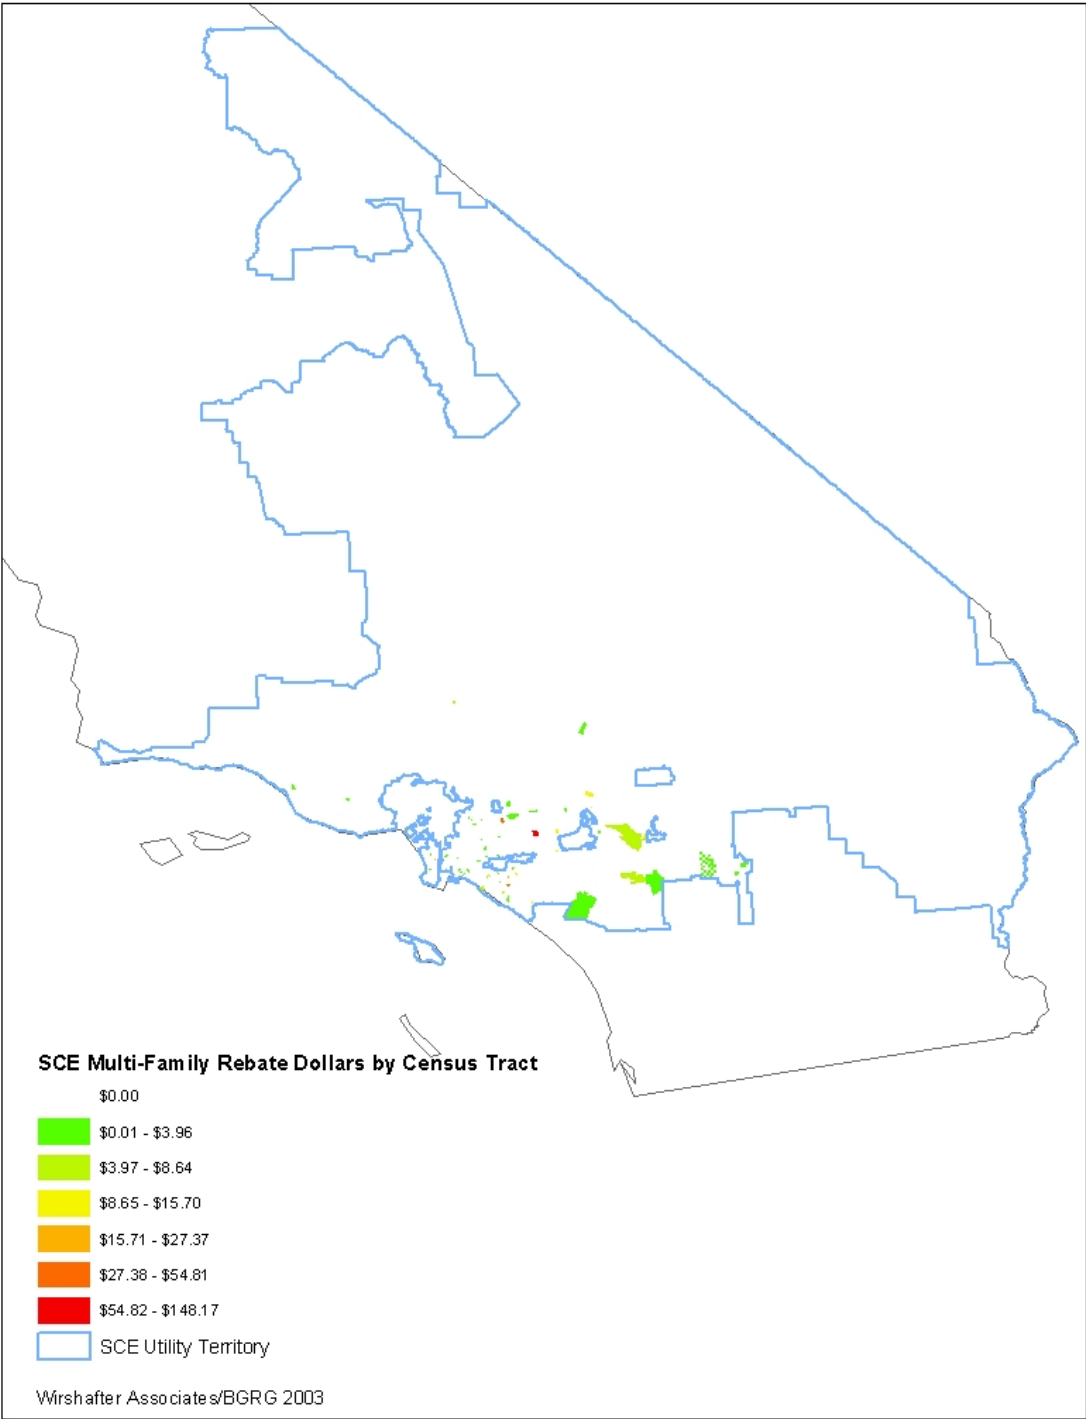 SCE Multi-Family Rebate Dollars by Census Tract
$0.00
$0.01 - $3.96
$3.97 - $8.64
$8.65 - $15.70
$15.71 - $27.37
$27.38 - $54.81
$54.82 - $148.17
SCE Utility Territory
Wirshafter Associates/BGRG 2003